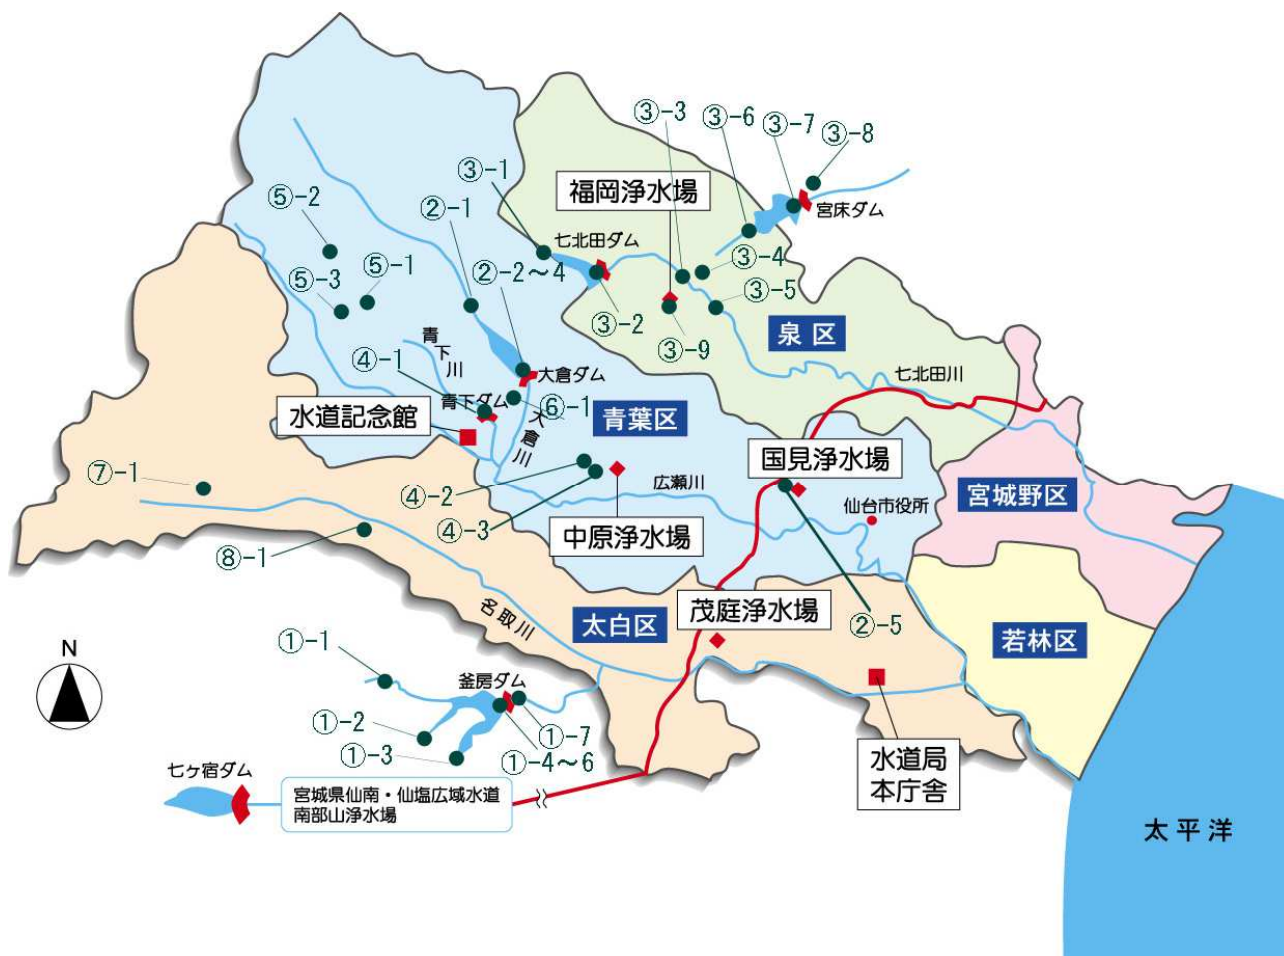 ③-3
③-6
③-7
③-8
③-1
福岡浄水場
⑤-2
②-1
宮床ダム
七北田ダム
⑤-3
⑤-1
②-2～4
③-4
③-5
③-2
③-9
泉区
青下川
④-1
大倉ダム
七北田川
青下ダム
⑥-1
水道記念館
大倉川
青葉区
国見浄水場
⑦-1
④-2
広瀬川
仙台市役所
宮城野区
④-3
中原浄水場
⑧-1
名取川
太白区
茂庭浄水場
②-5
若林区
N
①-1
釜房ダム
①-2
①-7
①-3
①-4～6
水道局
本庁舎
七ヶ宿ダム
宮城県仙南・仙塩広域水道
南部山浄水場
太平洋